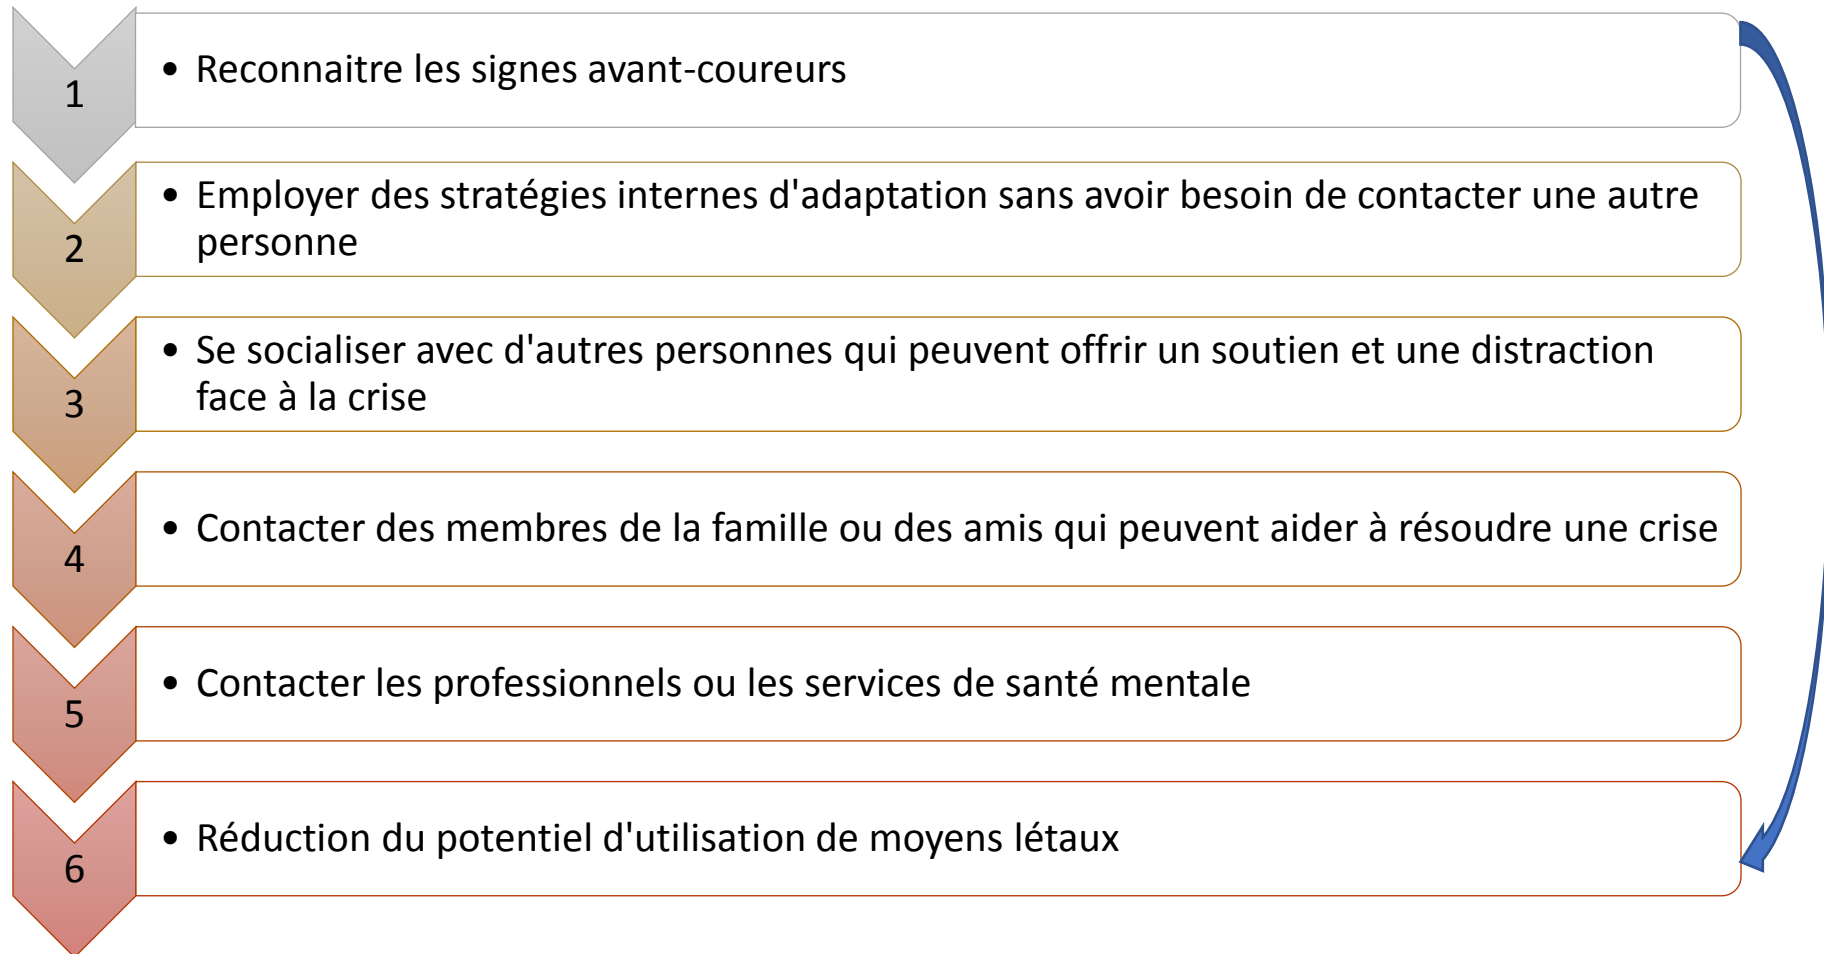 1
• Reconnaitre les signes avant-coureurs
2
• Employer des stratégies internes d'adaptation sans avoir besoin de contacter une autre
personne
3
• Se socialiser avec d'autres personnes qui peuvent offrir un soutien et une distraction
face à la crise
4
• Contacter des membres de la famille ou des amis qui peuvent aider à résoudre une crise
5
• Contacter les professionnels ou les services de santé mentale
6
• Réduction du potentiel d'utilisation de moyens létaux